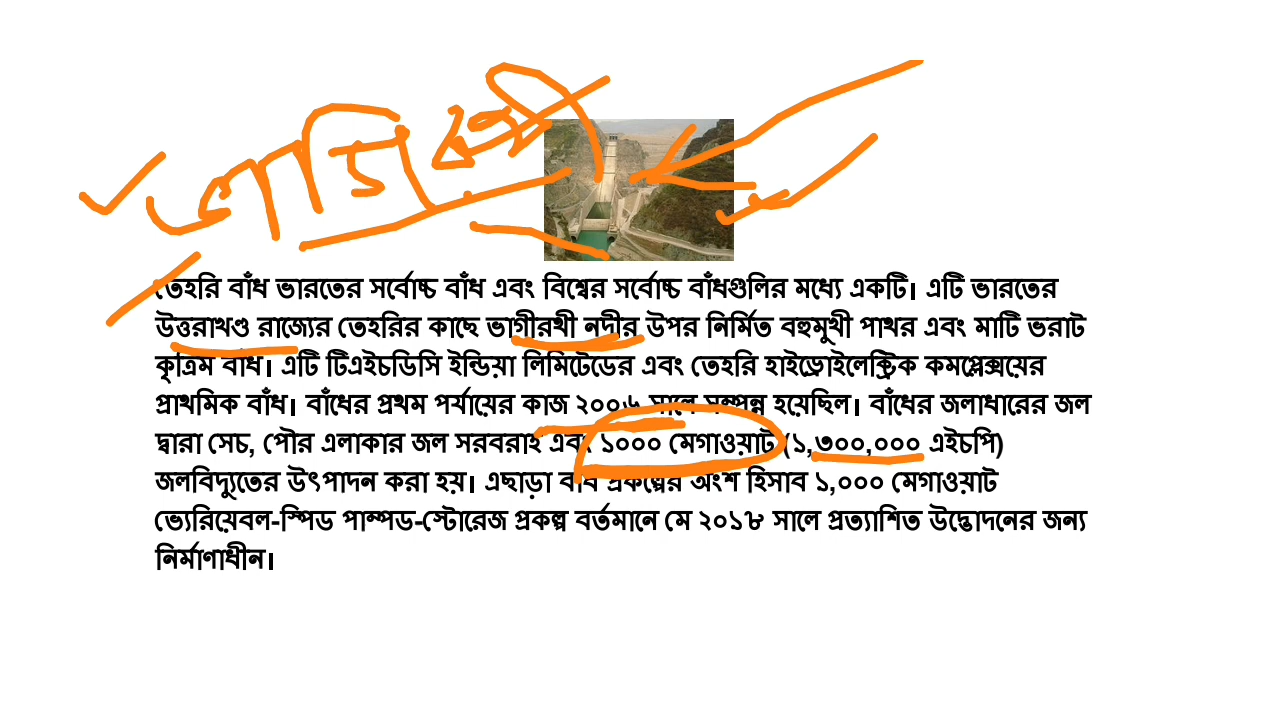 ভাগিরথী
তেহরি বাঁধ ভারতের সর্বোচ্চ বাঁধ এবং বিশ্বের সর্বোচ্চ বাঁধগুলির মধ্যে একটি। এটি ভারতের
উত্তরাখণ্ড রাজ্যের তেহরির কাছে ভাগীরথী নদীর উপর নির্মিত বহুমুখী পাথর এবং মাটি ভরাট
কৃত্রিম বাঁধ। এটি টিএইচডিসি ইন্ডিয়া লিমিটেডের এবং তেহরি হাইড্রোইলেক্ট্রিক কমপ্লেক্সয়ের
প্রাথমিক বাঁধ। বাঁধের প্রথম পর্যায়ের কাজ ২০০৬ সালে সম্পন্ন হয়েছিল। বাঁধের জলাধারের জল
দ্বারা সেচ, পৌর এলাকার জল সরবরাহ এবং ১০০০ মেগাওয়াট (১,৩০০,০০০ এইচপি)
জলবিদ্যুতের উৎপাদন করা হয়। এছাড়া বাঁধ প্রকল্পের অংশ হিসাব ১,০০০ মেগাওয়াট
ভ্যেরিয়েবল-স্পিড পাম্পড-স্টোরেজ প্রকল্প বর্তমানে মে ২০১৮ সালে প্রত্যাশিত উদ্বোদনের জন্য
নির্মাণাধীন।